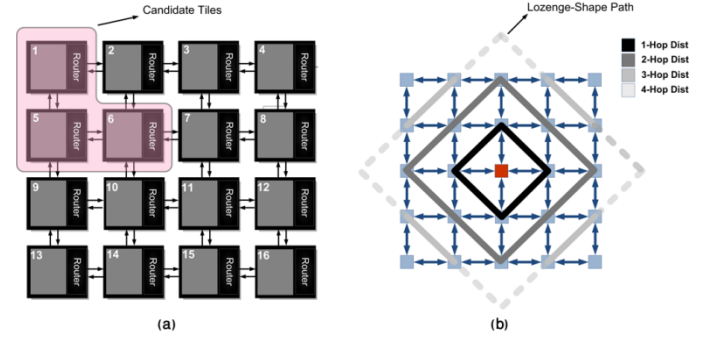 Candidate Tiles
Lozenge-Shape Path
1 Router 2 Router 3 Router 4 Router
5 Router 6 Router 7 Router 8 Router
9 Router 10 Router 11 Router 12 Router
13 Router 14 Router 15 Router 16 Router
1-Hop Dist
2-Hop Dist
3-Hop Dist
4-Hop Dist
(a)
(b)